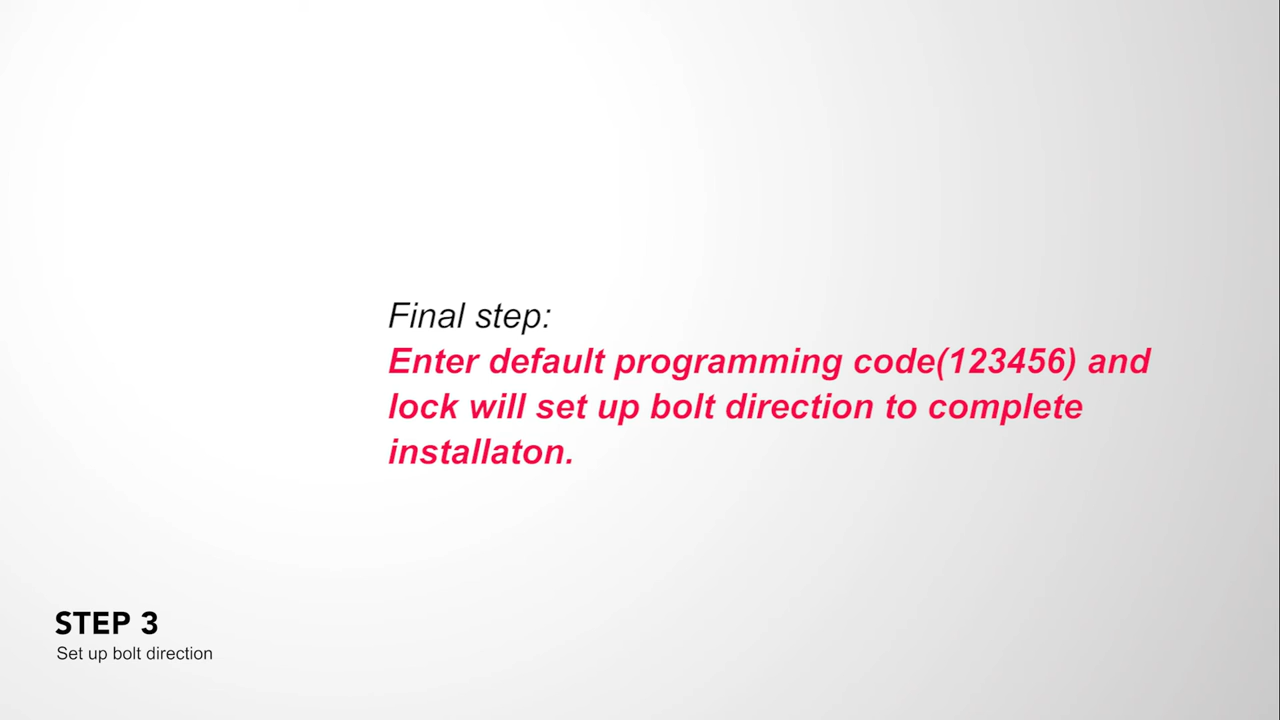 Final step:
Enter default programming code(123456) and
lock will set up bolt direction to complete
installaton.
STEP 3
Set up bolt direction